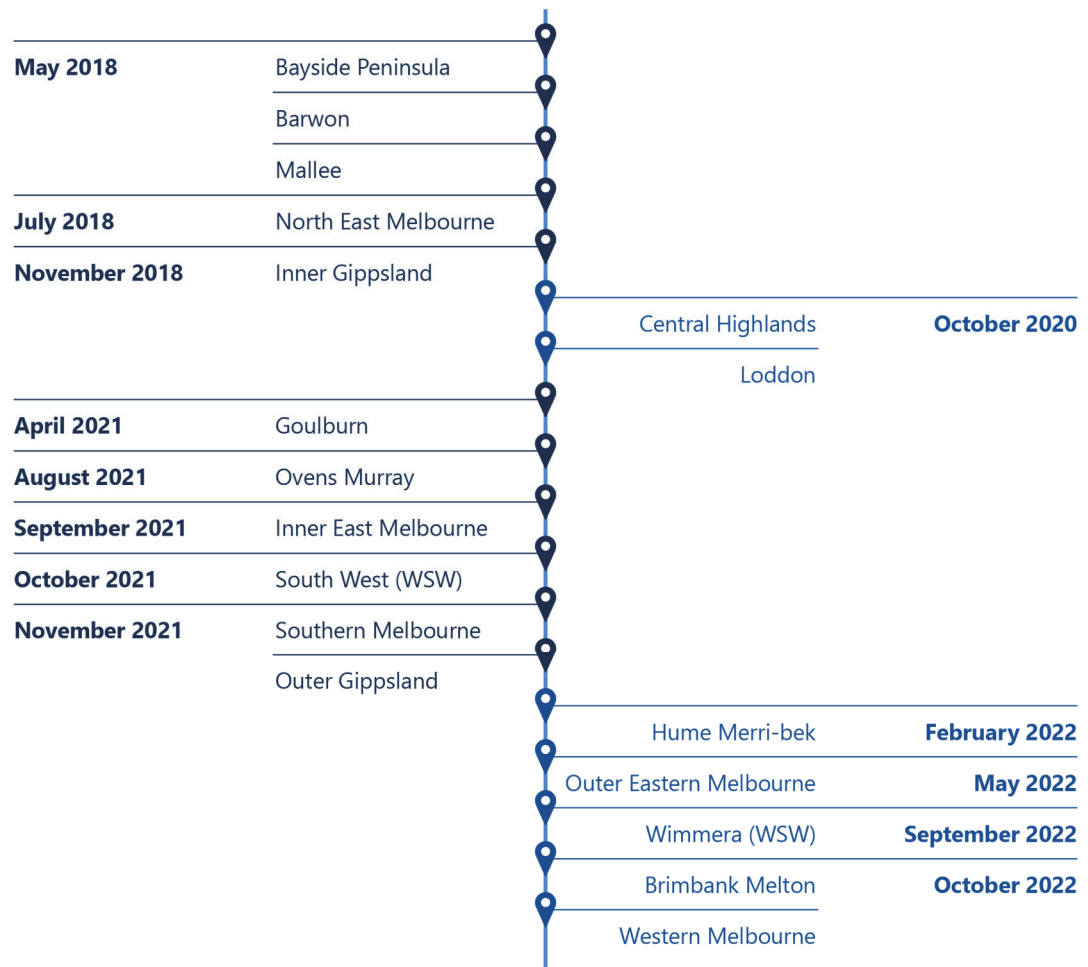 May 2018 Bayside Peninsula
Barwon
Mallee
July 2018 North East Melbourne
November 2018 Inner Gippsland
Central Highlands October 2020
Loddon
April 2021 Goulburn
August 2021 Ovens Murray
September 2021 Inner East Melbourne
October 2021 South West (WSW)
November 2021 Southern Melbourne
Outer Gippsland
Hume Merri-bek February 2022
Outer Eastern Melbourne May 2022
Wimmera (WSW) September 2022
Brimbank Melton October 2022
Western Melbourne